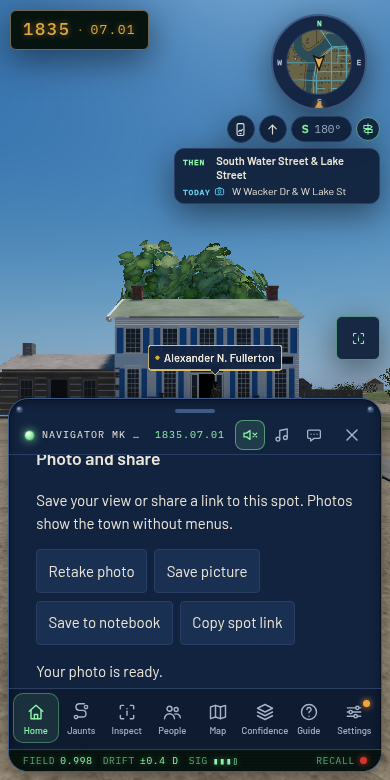 1835 · 07.01
N
W
E
S
S 180°
THEN South Water Street & Lake
Street
TODAY W Wacker Dr & W Lake St
Alexander N. Fullerton
NAVIGATOR MK … 1835.07.01
Photo and share
Save your view or share a link to this spot. Photos
show the town without menus.
Retake photo Save picture
Save to notebook Copy spot link
Your photo is ready.
Home Jaunts Inspect People Map Confidence Guide Settings
FIELD 0.998 DRIFT ±0.4 D SIG RECALL